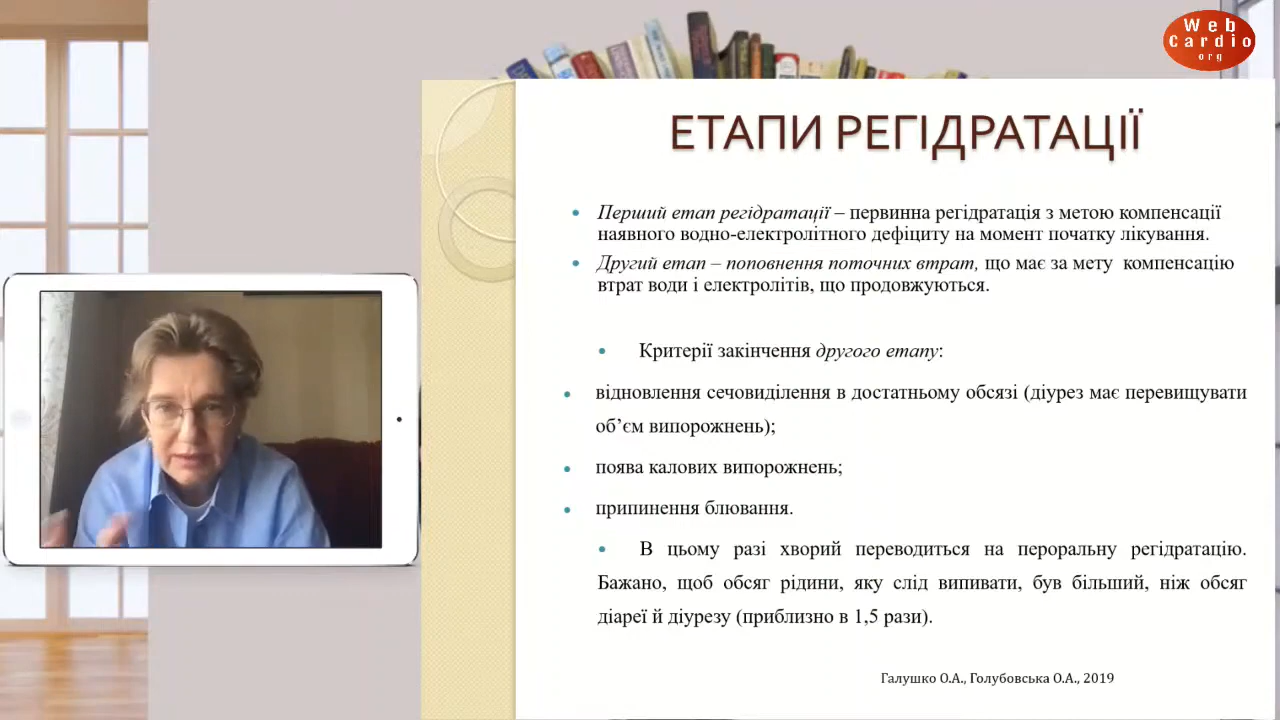 Web
Cardio
org
ЕТАПИ РЕГІДРАТАЦІЇ
Перший етап регідратації – первинна регідратація з метою компенсації
наявного водно-електролітного дефіциту на момент початку лікування.
Другий етап – поповнення поточних втрат, що має за мету компенсацію
втрат води і електролітів, що продовжуються.
Критерії закінчення другого етапу:
відновлення сечовиділення в достатньому обсязі (діурез має перевищувати
об’єм випорожнень);
поява калових випорожнень;
припинення блювання.
В цьому разі хворий переводиться на пероральну регідратацію.
Бажано, щоб обсяг рідини, яку слід випивати, був більший, ніж обсяг
діареї й діурезу (приблизно в 1,5 рази).
Галушко О.А., Голубовська О.А., 2019